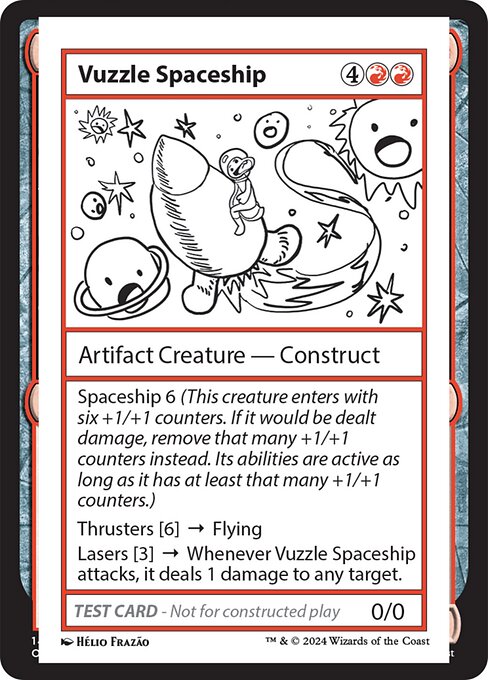 Vuzzle Spaceship 4
Artifact Creature — Construct
Spaceship 6 (This creature enters with
six +1/+1 counters. If it would be dealt
damage, remove that many +1/+1
counters instead. Its abilities are active as
long as it has at least that many +1/+1
counters.)
Thrusters [6] → Flying
Lasers [3] → Whenever Vuzzle Spaceship
attacks, it deals 1 damage to any target.
TEST CARD - Not for constructed play 0/0
HÉLIO FRAZÃO ™ & © 2024 Wizards of the Coast